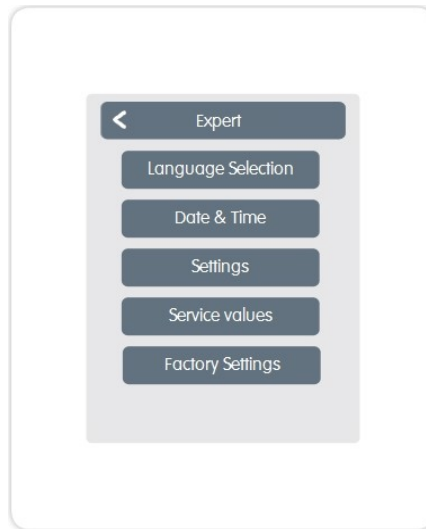 Expert
Language Selection
Date & Time
Settings
Service values
Factory Settings